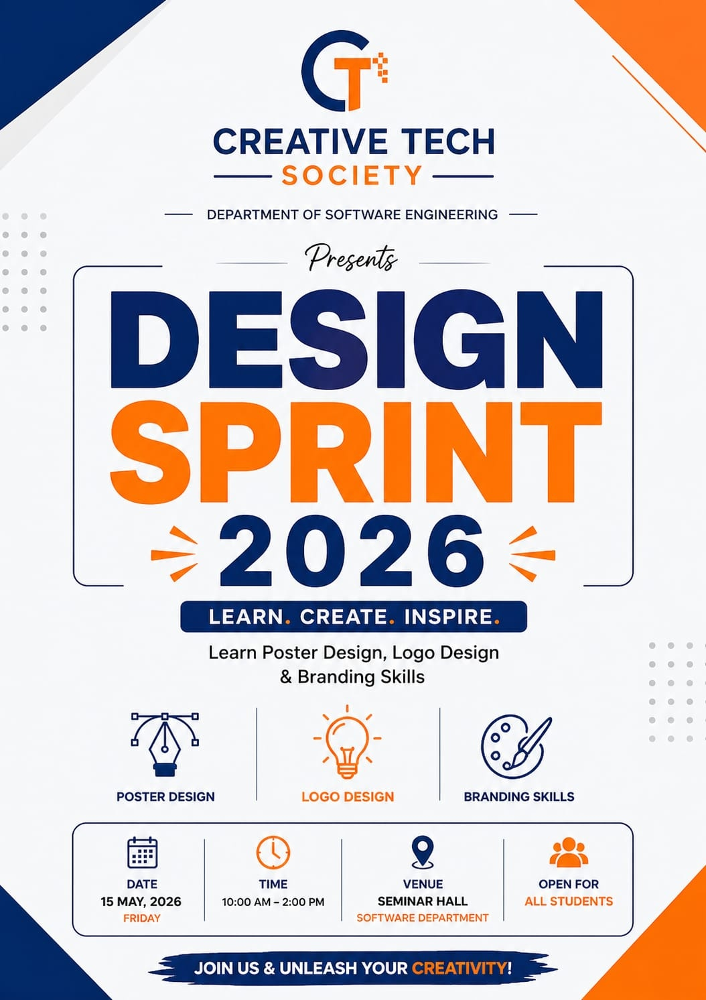 CT
CREATIVE TECH
SOCIETY
DEPARTMENT OF SOFTWARE ENGINEERING
Presents
DESIGN
SPRINT
2026
LEARN. CREATE. INSPIRE.
Learn Poster Design, Logo Design
& Branding Skills
POSTER DESIGN
LOGO DESIGN
BRANDING SKILLS
DATE
15 MAY, 2026
FRIDAY
TIME
10:00 AM – 2:00 PM
VENUE
SEMINAR HALL
SOFTWARE DEPARTMENT
OPEN FOR
ALL STUDENTS
JOIN US & UNLEASH YOUR CREATIVITY!